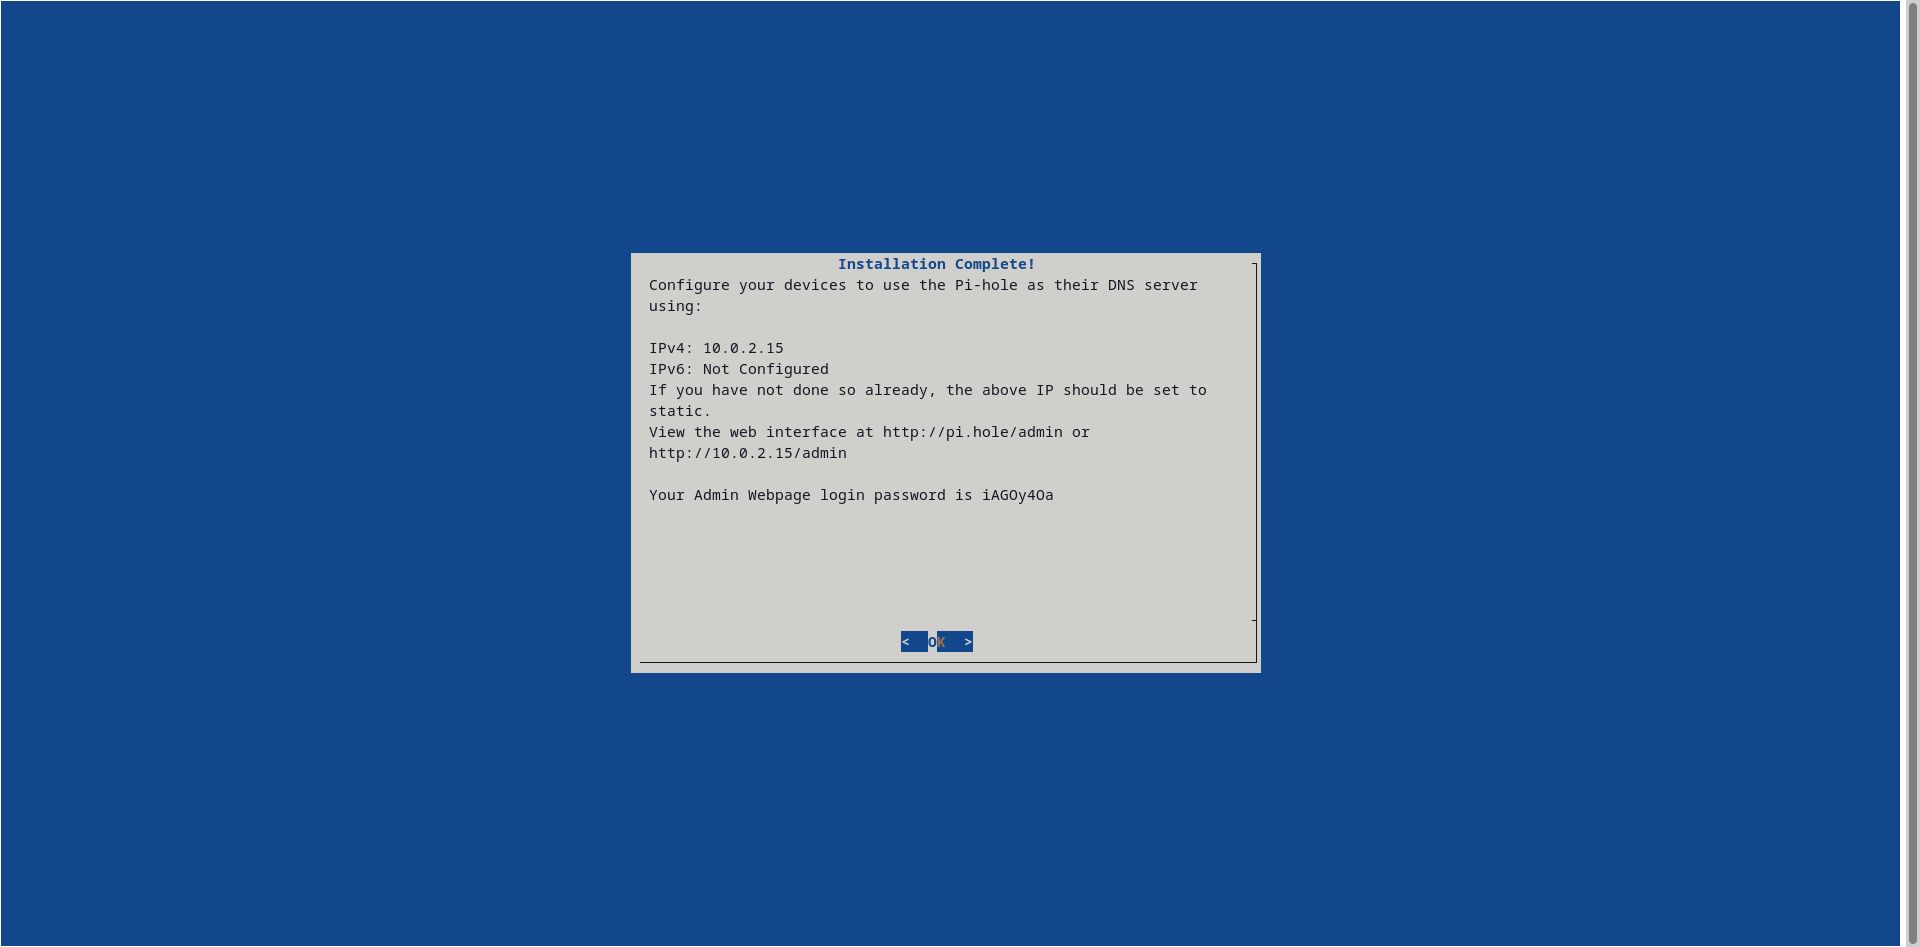 Installation Complete!
Configure your devices to use the Pi-hole as their DNS server
using:
IPv4: 10.0.2.15
IPv6: Not Configured
If you have not done so already, the above IP should be set to
static.
View the web interface at http://pi.hole/admin or
http://10.0.2.15/admin
Your Admin Webpage login password is iAGOy4Oa
<  OK  >